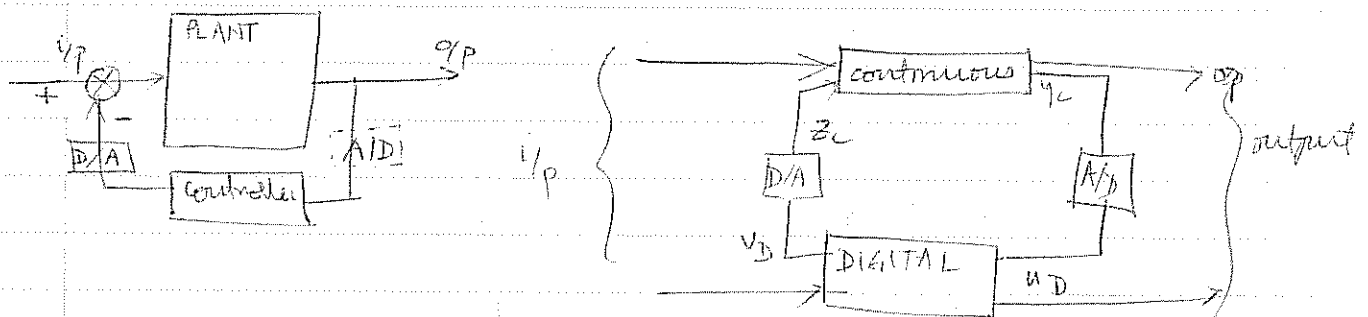 PLANT
i/p
o/p
+
-
D/A
A/D
Controller
i/p
continuous
y_c
o/p
z_c
D/A
A/D
output
v_D
DIGITAL
u_D